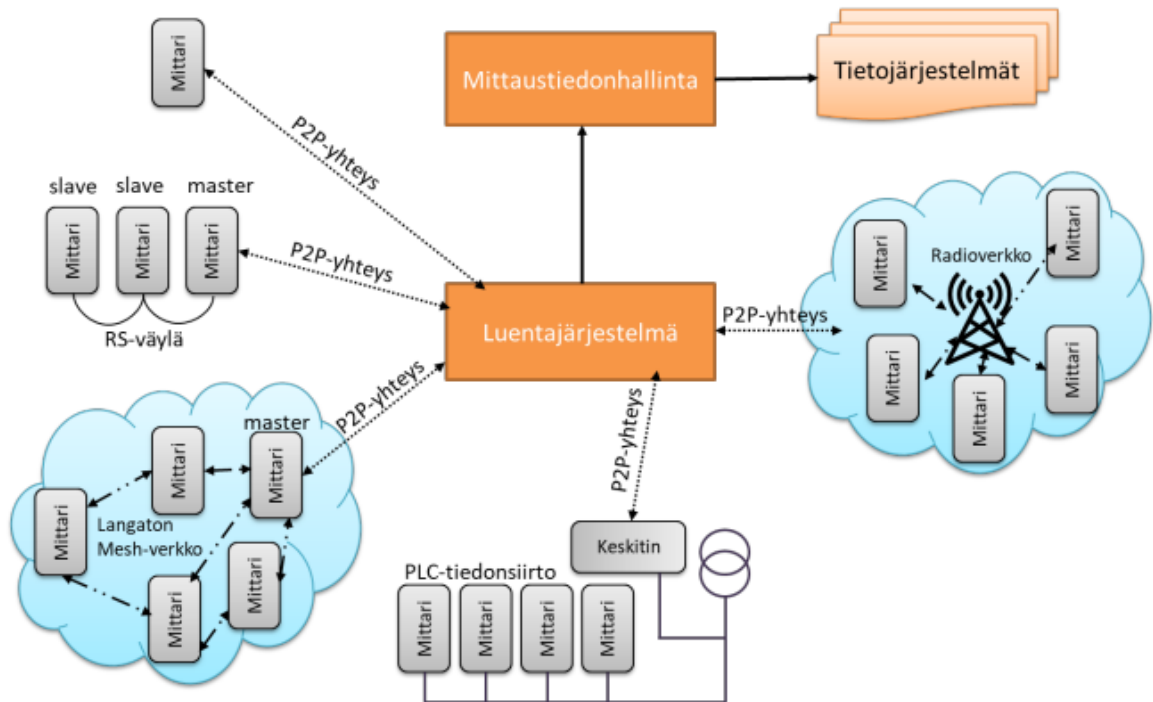 Mittari
Mittaustiedonhallinta
Tietojärjestelmät
P2P-yhteys
slave
slave
master
Mittari
Mittari
Mittari
RS-väylä
P2P-yhteys
Luentajärjestelmä
P2P-yhteys
Radioverkko
Mittari
Mittari
Mittari
Mittari
Mittari
P2P-yhteys
master
Mittari
Mittari
Mittari
Langaton
Mesh-verkko
Mittari
Mittari
P2P-yhteys
Keskitin
PLC-tiedonsiirto
Mittari
Mittari
Mittari
Mittari